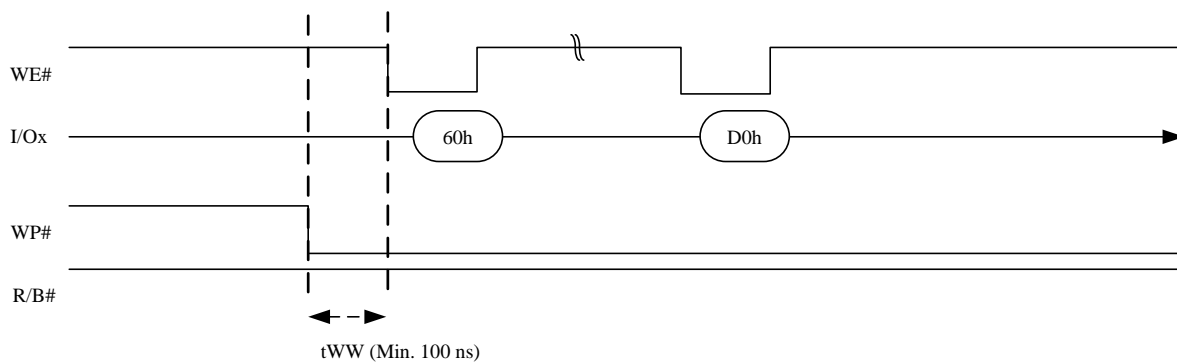 WE#
I/Ox
60h
D0h
WP#
R/B#
tWW (Min. 100 ns)